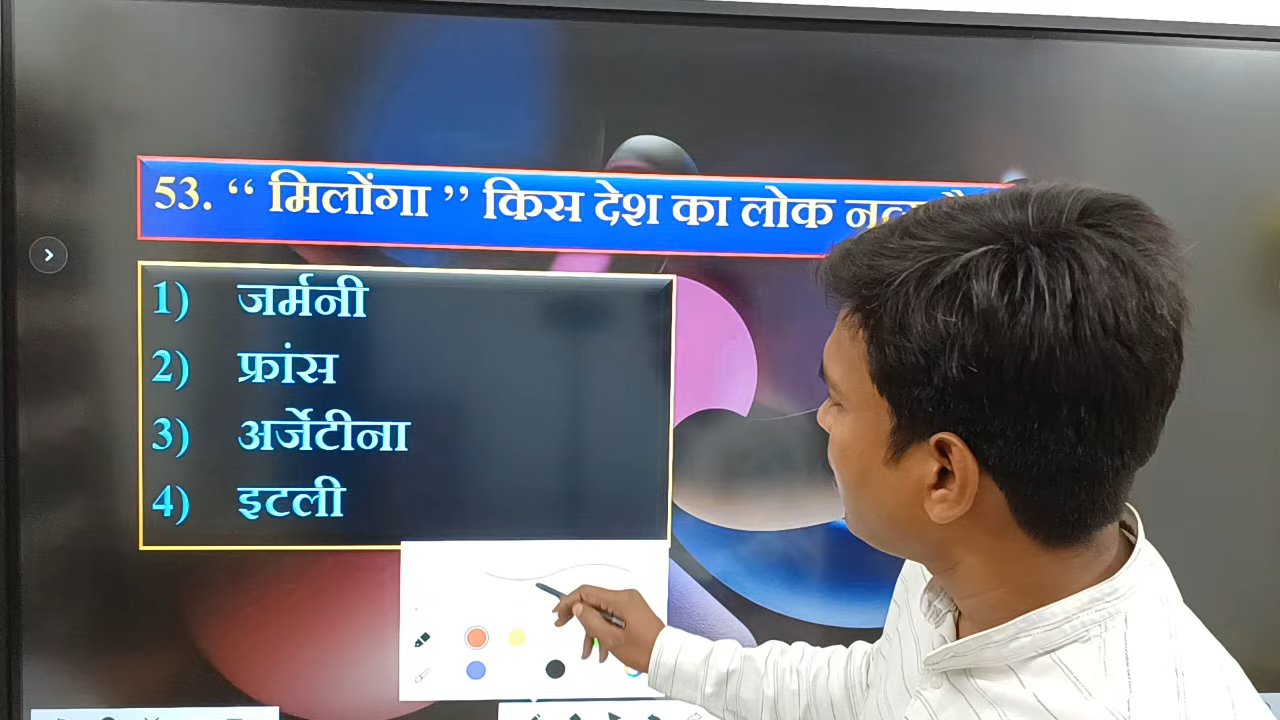 53. “ मिलोंगा ” किस देश का लोक
1) जर्मनी
2) फ्रांस
3) अर्जेटीना
4) इटली